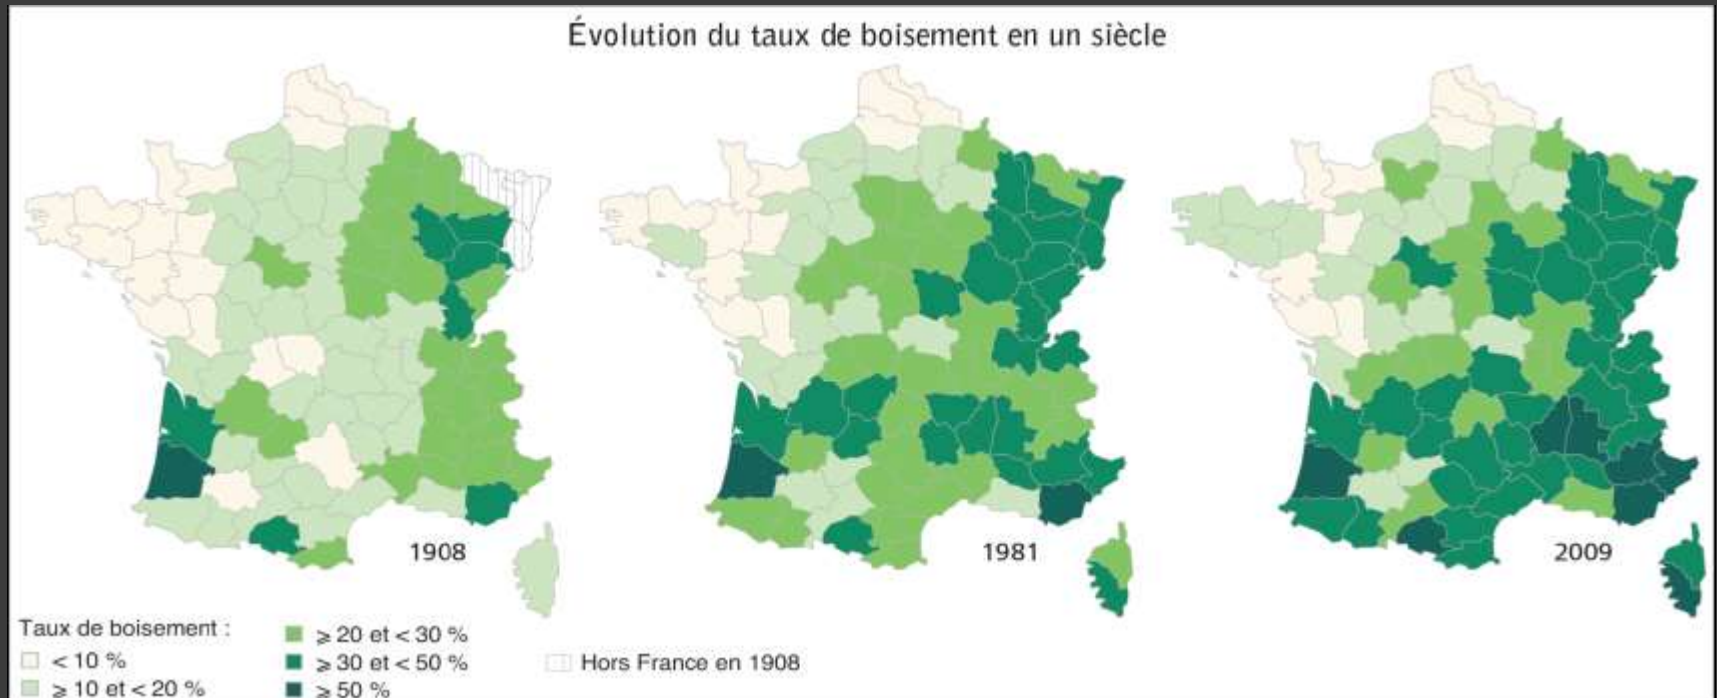 Évolution du taux de boisement en un siècle
1908
1981
2009
Taux de boisement :
< 10 %
⩾ 10 et < 20 %
⩾ 20 et < 30 %
⩾ 30 et < 50 %
⩾ 50 %
Hors France en 1908